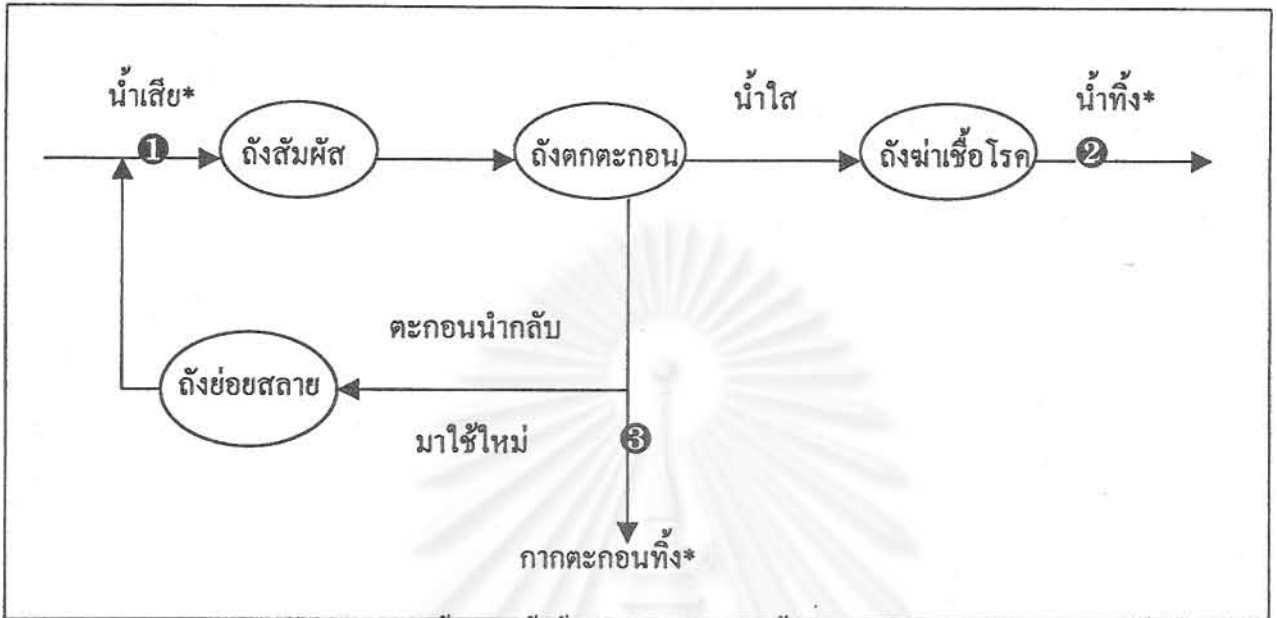 น้ำเสีย*
น้ำใส
น้ำทิ้ง*
❶
ถังสัมผัส
ถังตกตะกอน
ถังฆ่าเชื้อโรค
❷
ตะกอนนำกลับ
ถังย่อยสลาย
มาใช้ใหม่
❸
กากตะกอนทิ้ง*